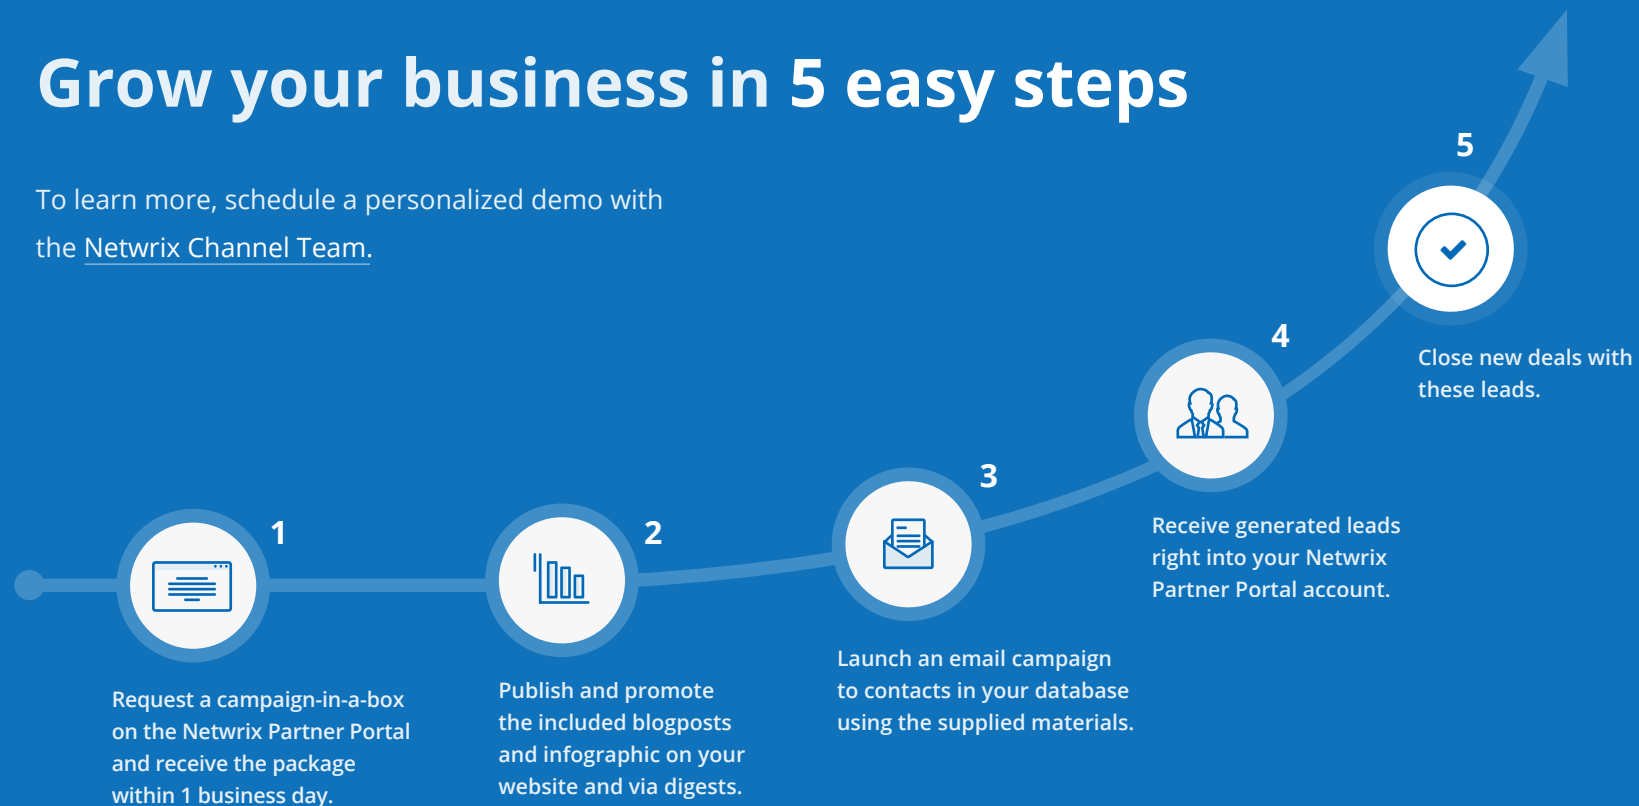 Grow your business in 5 easy steps
To learn more, schedule a personalized demo with
the Netwrix Channel Team.
1
Request a campaign-in-a-box
on the Netwrix Partner Portal
and receive the package
within 1 business day.
2
Publish and promote
the included blogposts
and infographic on your
website and via digests.
3
Launch an email campaign
to contacts in your database
using the supplied materials.
4
Receive generated leads
right into your Netwrix
Partner Portal account.
5
Close new deals with
these leads.